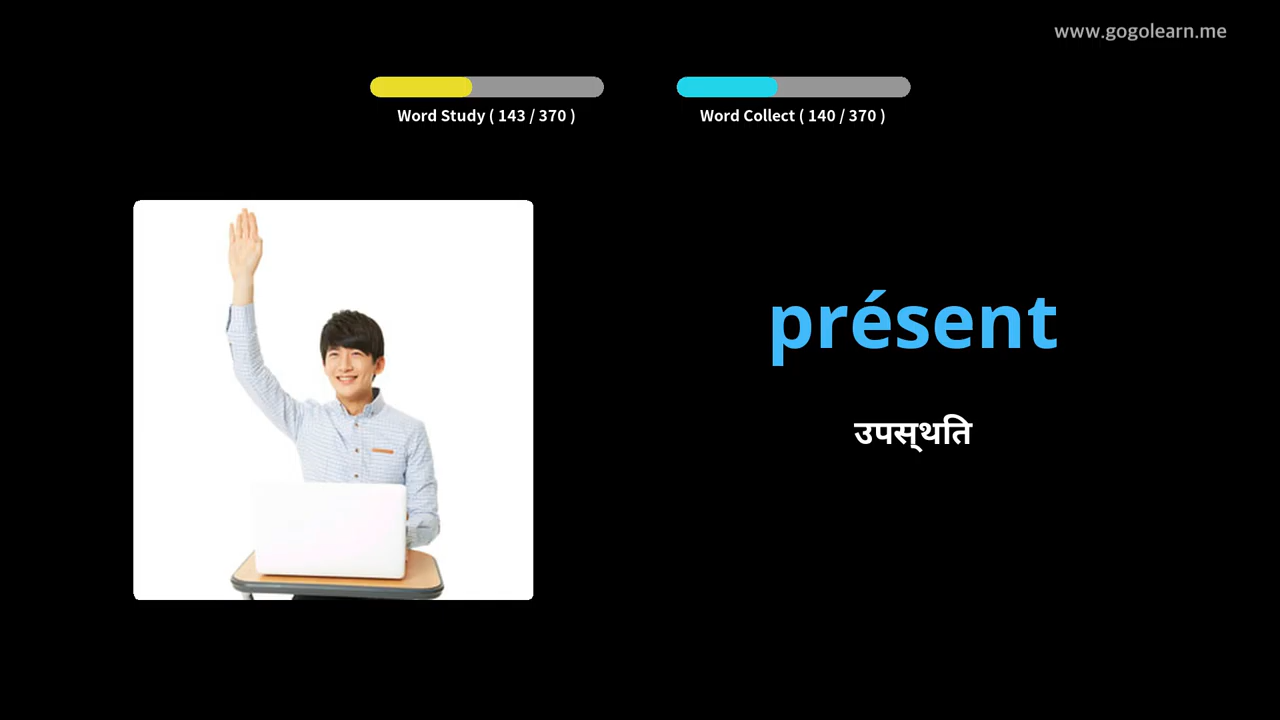 www.gogolearn.me
Word Study ( 143 / 370 )
Word Collect ( 140 / 370 )
présent
उपस्थति